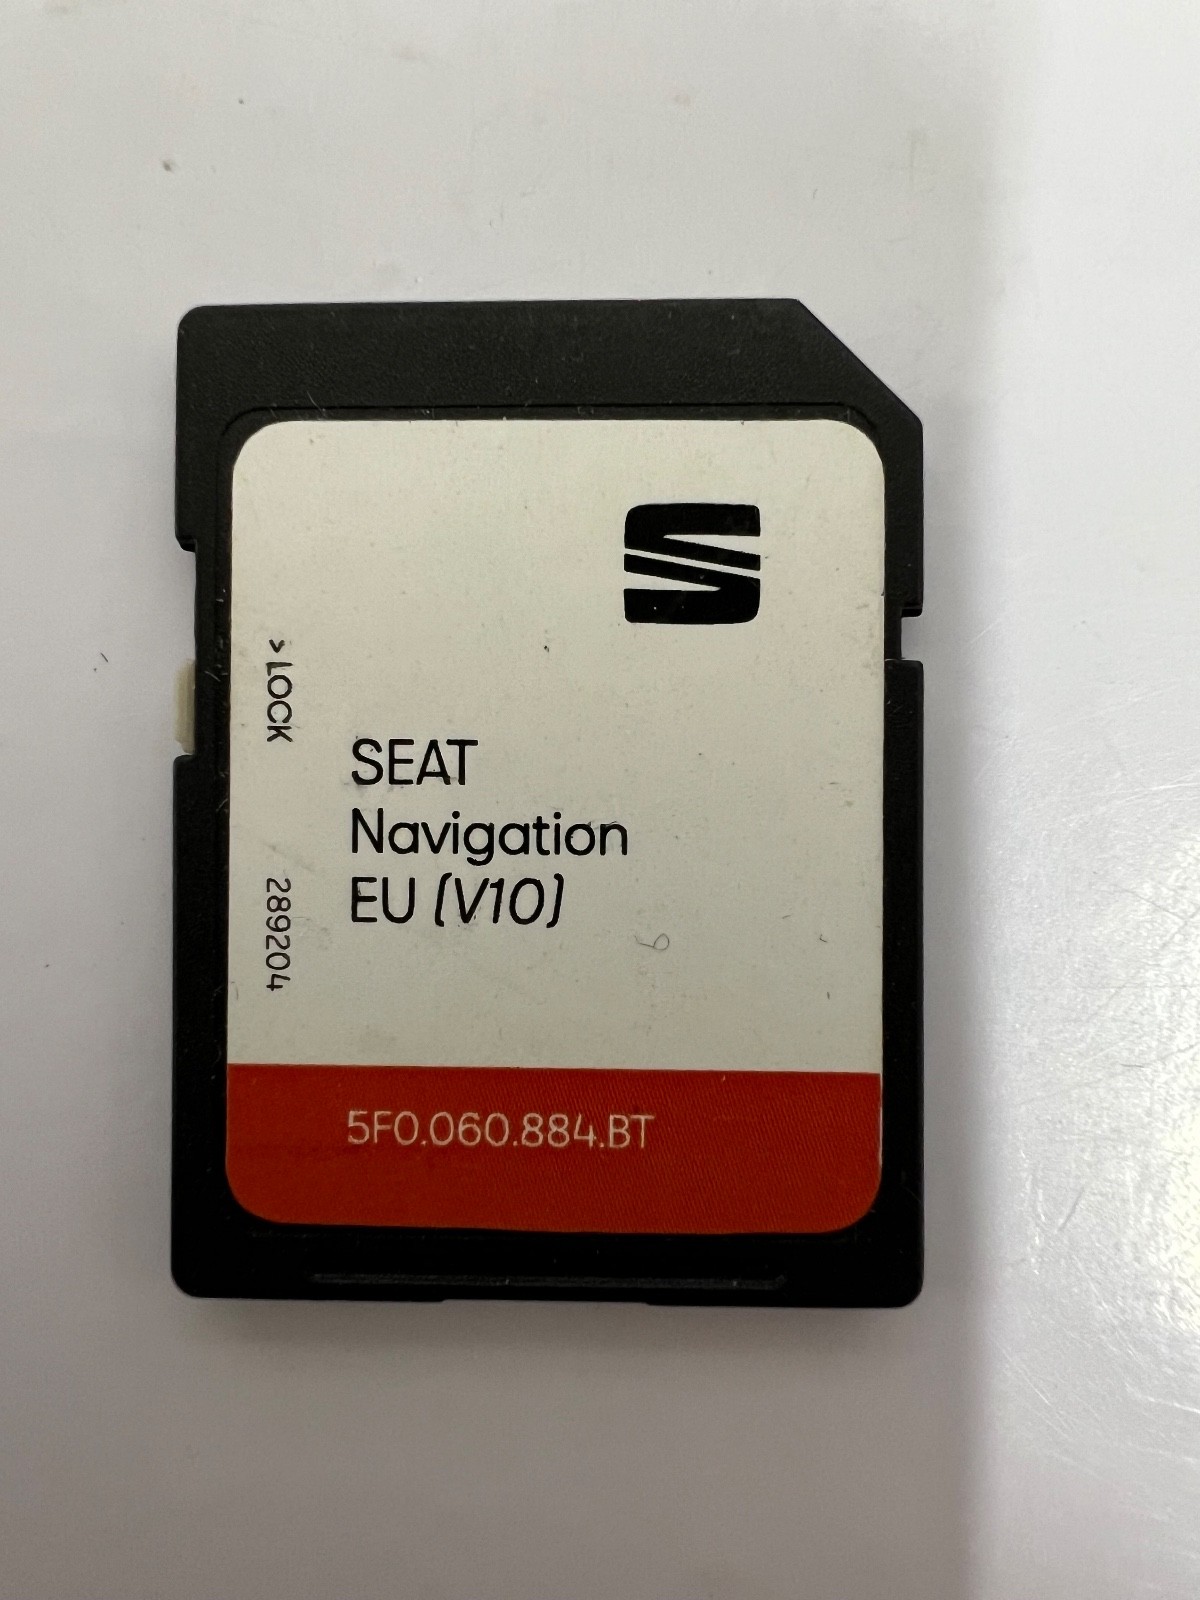 > LOCK
SEAT
Navigation
EU (V10)
289204
5F0.060.884.BT